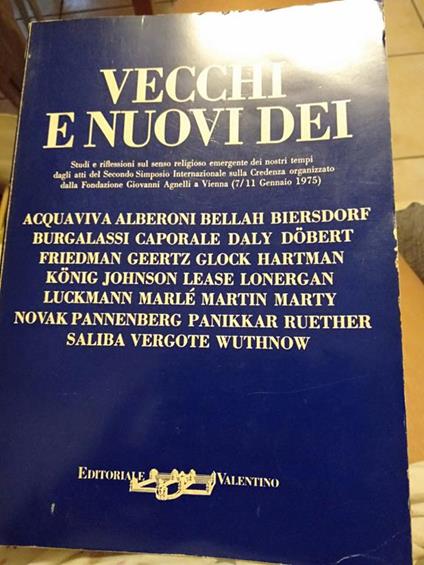 VECCHI
E NUOVI DEI
Studi e riflessioni sul senso religioso emergente dei nostri tempi
dagli atti del Secondo Simposio Internazionale sulla Credenza organizzato
dalla Fondazione Giovanni Agnelli a Vienna (7/11 Gennaio 1975)
ACQUAVIVA ALBERONI BELLAH BIERSDORF
BURGALASSI CAPORALE DALY DÖBERT
FRIEDMAN GEERTZ GLOCK HARTMAN
KÖNIG JOHNSON LEASE LONERGAN
LUCKMANN MARLÉ MARTIN MARTY
NOVAK PANNENBERG PANIKKAR RUETHER
SALIBA VERGOTE WUTHNOW
EDITORIALE VALENTINO